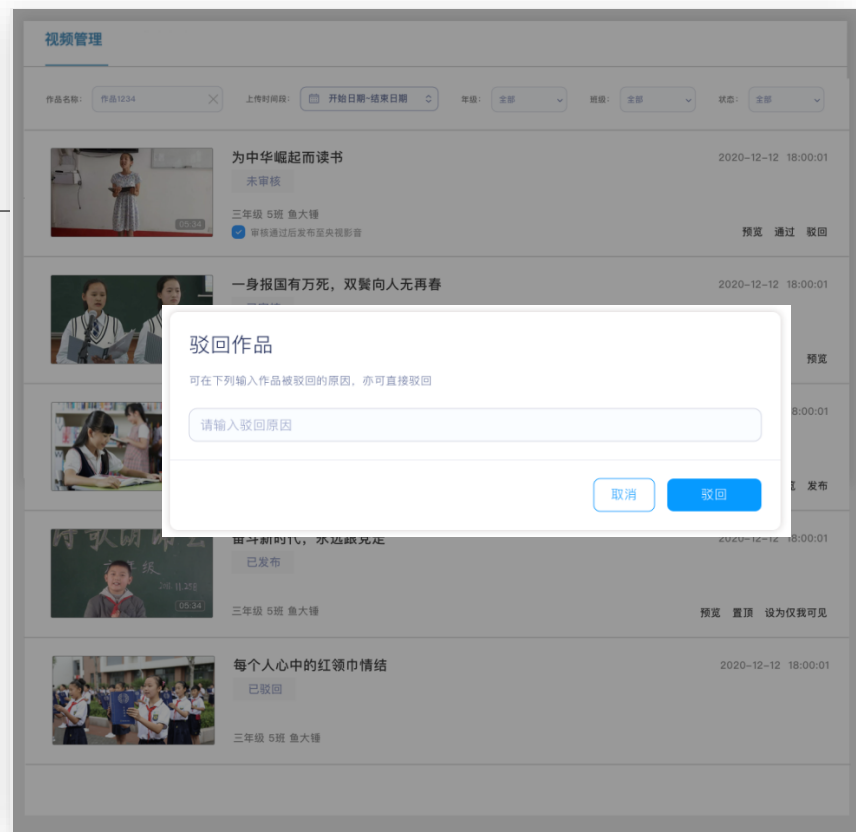 视频管理
作品名称： 作品1234 上传时间段： 开始日期~结束日期 年级： 全部 班级： 全部 状态： 全部
为中华崛起而读书 2020-12-12 18:00:01
未审核
05:34
三年级 5班 鱼大锤
审核通过后发布至央视影音 预览 通过 驳回
一身报国有万死，双鬓向人无再春 2020-12-12 18:00:01
驳回作品
可在下列输入作品被驳回的原因，亦可直接驳回
预览
8:00:01
请输入驳回原因
取消 驳回
发布
奋斗新时代，永远跟党走 2020-12-12 18:00:01
已发布
05:34
三年级 5班 鱼大锤 预览 置顶 设为仅我可见
每个人心中的红领巾情结 2020-12-12 18:00:01
已驳回
三年级 5班 鱼大锤